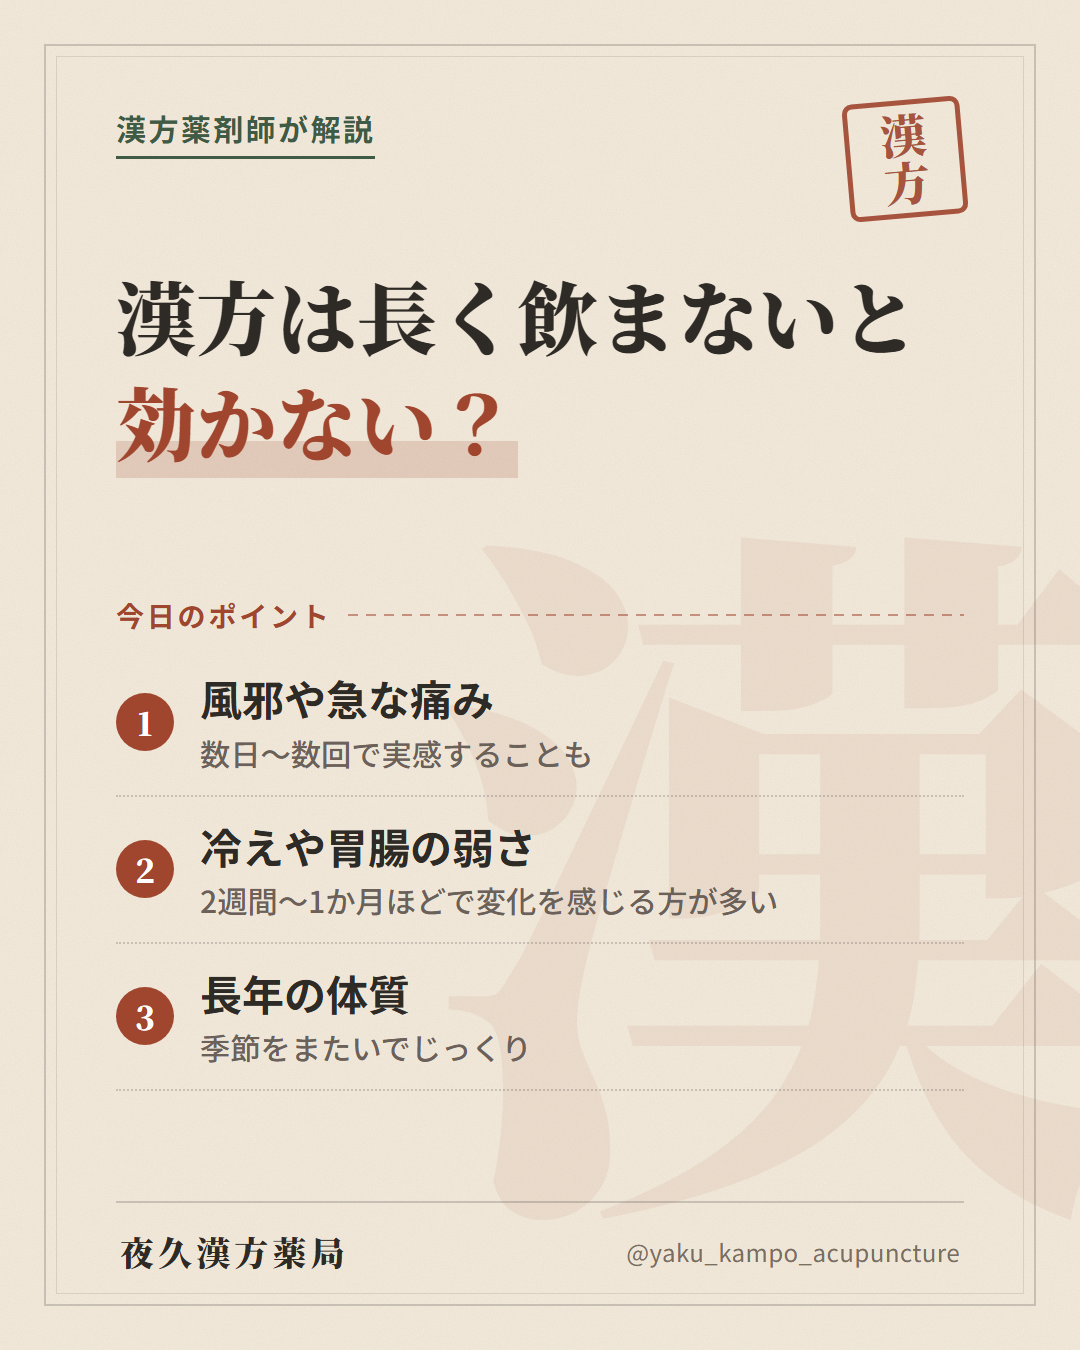 漢方薬剤師が解説
漢方
漢方は長く飲まないと
効かない？
今日のポイント
1 風邪や急な痛み
数日〜数回で実感することも
2 冷えや胃腸の弱さ
2週間〜1か月ほどで変化を感じる方が多い
3 長年の体質
季節をまたいでじっくり
漢
夜久漢方薬局
@yaku_kampo_acupuncture